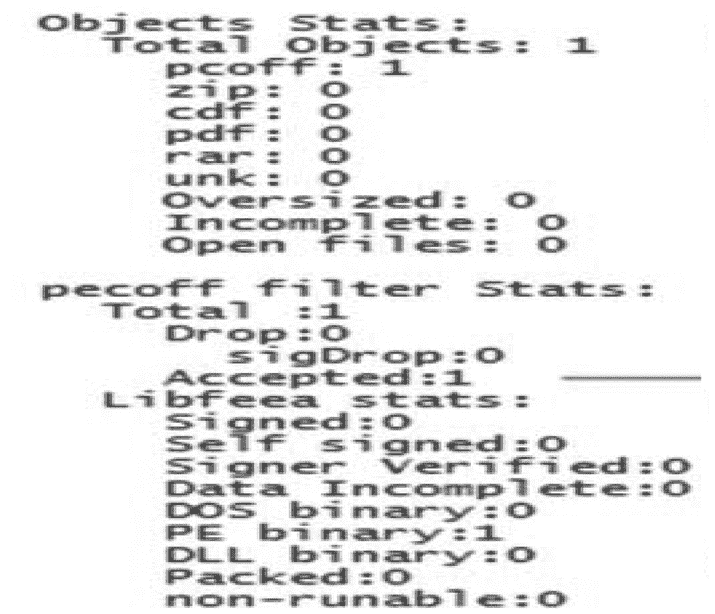 Objects Stats:
Total Objects: 1
pcoff: 1
zip: 0
cdf: 0
pdf: 0
rar: 0
unk: 0
Oversized: 0
Incomplete: 0
Open files: 0
pecoff filter Stats:
Total :1
Drop:0
sigDrop:0
Accepted:1
Libfeea stats:
Signed:0
Self signed:0
Signer Verified:0
Data Incomplete:0
DOS binary:0
PE binary:1
DLL binary:0
Packed:0
non-runable:0